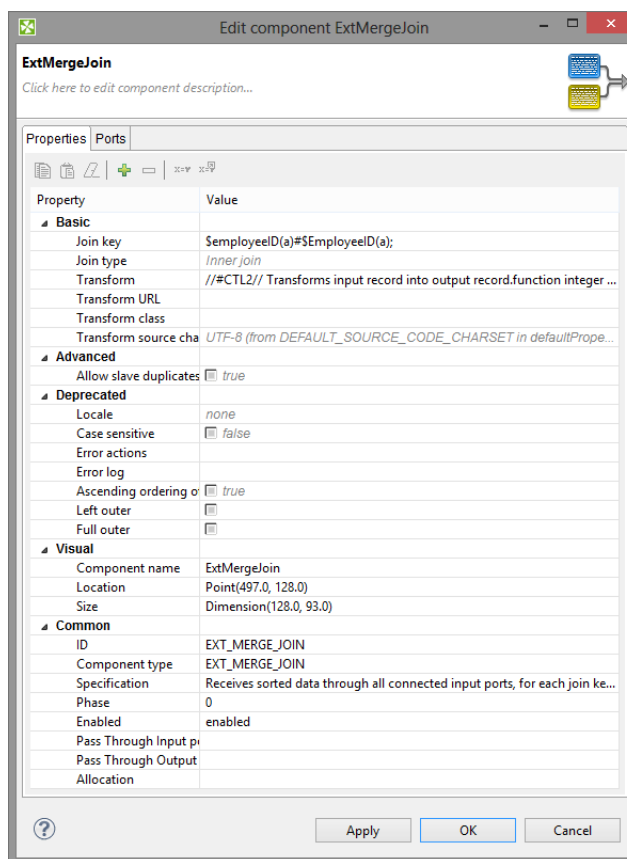 Edit component ExtMergeJoin
ExtMergeJoin
Click here to edit component description...
Properties Ports
x=Y x=Y
Property Value
Basic
Join key $employeeID(a)#$EmployeeID(a);
Join type Inner join
Transform //#CTL2// Transforms input record into output record.function integer ...
Transform URL
Transform class
Transform source cha UTF-8 (from DEFAULT_SOURCE_CODE_CHARSET in defaultPrope...
Advanced
Allow slave duplicates true
Deprecated
Locale none
Case sensitive false
Error actions
Error log
Ascending ordering o true
Left outer
Full outer
Visual
Component name ExtMergeJoin
Location Point(497.0, 128.0)
Size Dimension(128.0, 93.0)
Common
ID EXT_MERGE_JOIN
Component type EXT_MERGE_JOIN
Specification Receives sorted data through all connected input ports, for each join ke...
Phase 0
Enabled enabled
Pass Through Input p
Pass Through Output
Allocation
? Apply OK Cancel